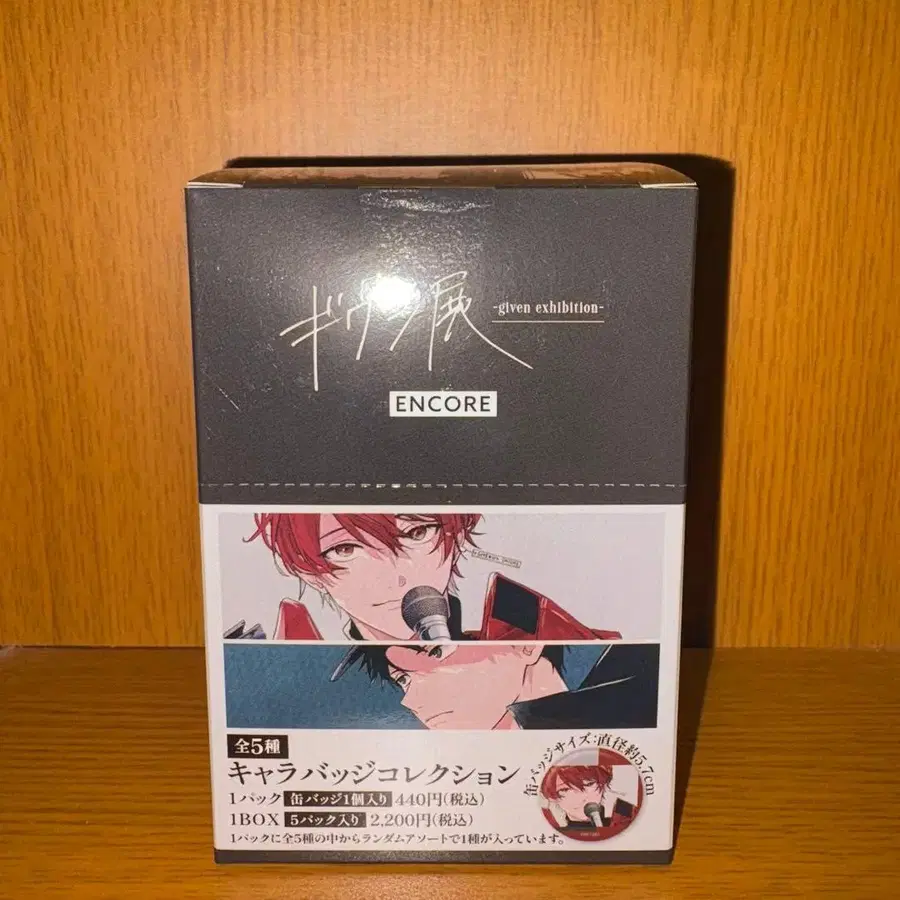 ギヴン展
-given exhibition-
ENCORE
全5種
キャラバッジコレクション
1パック 缶バッジ1個入り 440円(税込)
1BOX 5パック入り 2,200円(税込)
1パックに全5種の中からランダムアソートで1種が入っています。
缶バッジサイズ:直径約5.7cm